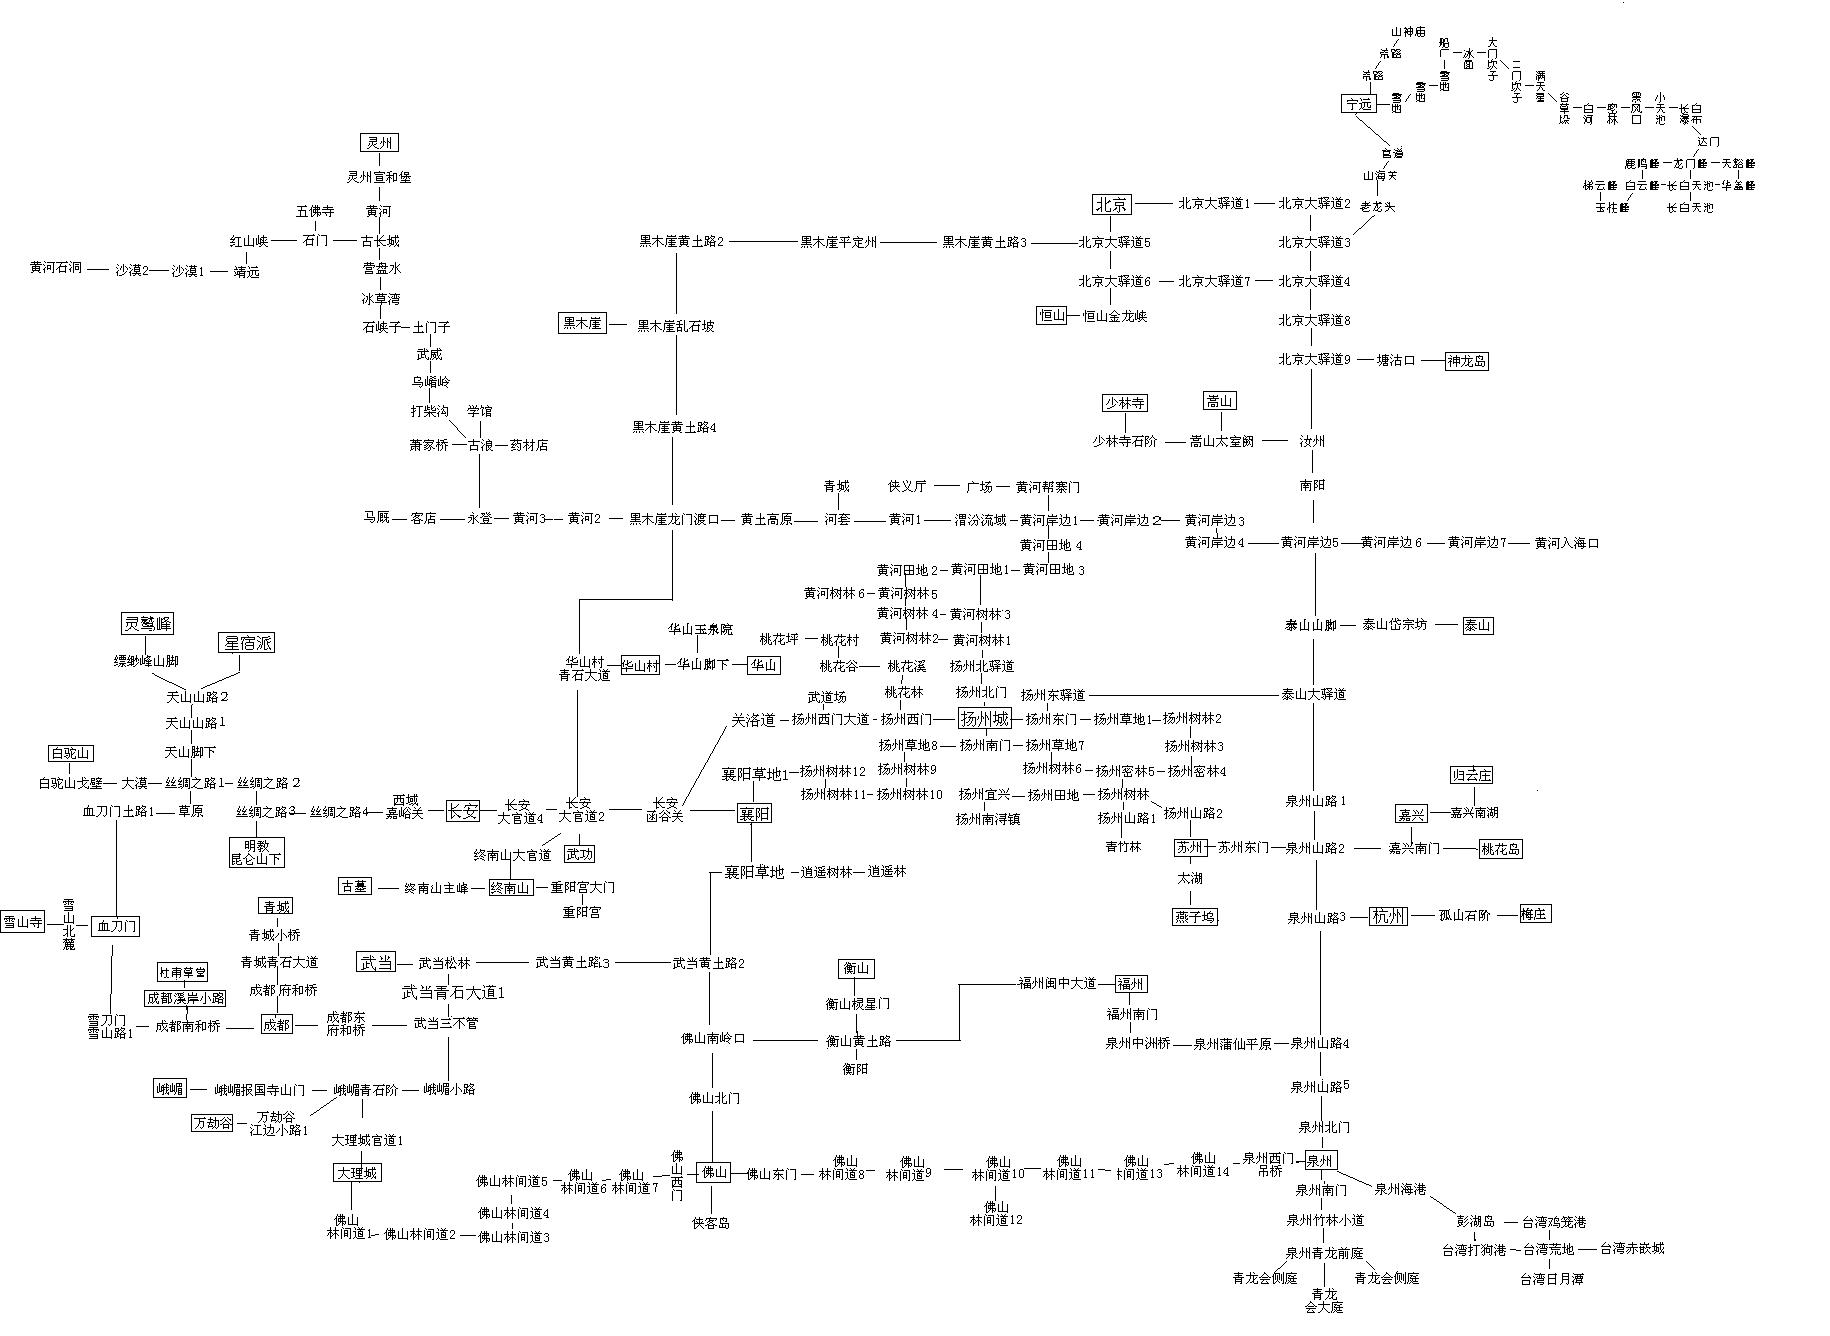 山神庙
茶路
茶路
宁远
雪地
雪地
雪地
船厂
冰面
大门坎子
二门坎子
满天星
谷草垛
白河
密林
黑风口
小天池
长白瀑布
达门
鹿鸣峰
龙门峰
天豁峰
梯云峰
白云峰
长白天池
华盖峰
玉柱峰
长白天池
官道
山海关
老龙头
灵州
灵州宣和堡
五佛寺
黄河
红山峡
石门
古长城
黄河石洞
沙漠2
沙漠1
靖远
营盘水
冰草湾
石峡子
土门子
武威
乌嵴岭
打柴沟
学馆
萧家桥
古浪
药材店
北京
北京大驿道1
北京大驿道2
黑木崖黄土路2
黑木崖平定州
黑木崖黄土路3
北京大驿道5
北京大驿道3
北京大驿道6
北京大驿道7
北京大驿道4
恒山
恒山金龙峡
北京大驿道8
黑木崖
黑木崖乱石坡
北京大驿道9
塘沽口
神龙岛
少林寺
嵩山
黑木崖黄土路4
少林寺石阶
嵩山太室阙
汝州
南阳
青城
侠义厅
广场
黄河帮寨门
马厩
客店
永登
黄河3
黄河2
黑木崖龙门渡口
黄土高原
河套
黄河1
渭汾流域
黄河岸边1
黄河岸边2
黄河岸边3
黄河田地4
黄河岸边4
黄河岸边5
黄河岸边6
黄河岸边7
黄河入海口
黄河田地2
黄河田地1
黄河田地3
黄河树林6
黄河树林5
黄河树林4
黄河树林3
黄河树林2
黄河树林1
灵鹫峰
星宿派
华山玉泉院
桃花坪
桃花村
泰山山脚
泰山岱宗坊
泰山
缥缈峰山脚
华山村
青石大道
华山村
华山脚下
华山
桃花谷
桃花溪
扬州北驿道
天山山路2
武道场
桃花林
扬州北门
扬州东驿道
泰山大驿道
天山山路1
关洛道
扬州西门大道
扬州西门
扬州城
扬州东门
扬州草地1
扬州树林2
白驼山
天山脚下
扬州草地8
扬州南门
扬州草地7
扬州树林3
白驼山戈壁
大漠
丝绸之路1
丝绸之路2
襄阳草地1
扬州树林12
扬州树林9
扬州树林6
扬州密林5
扬州密林4
归云庄
血刀门土路1
草原
丝绸之路3
丝绸之路4
西域
嘉峪关
长安
长安
大官道4
长安
大官道2
长安
函谷关
襄阳
扬州树林11
扬州树林10
扬州宜兴
扬州田地
扬州树林
泉州山路1
扬州南浔镇
扬州山路1
扬州山路2
嘉兴
嘉兴南湖
明教
昆仑山下
终南山大官道
武功
青竹林
苏州
苏州东门
泉州山路2
嘉兴南门
桃花岛
古墓
终南山主峰
终南山
重阳宫大门
重阳宫
襄阳草地
逍遥树林
逍遥林
太湖
燕子坞
泉州山路3
杭州
孤山石阶
梅庄
雪山寺
雪山北麓
血刀门
青城
青城小桥
青城青石大道
武当
武当松林
武当黄土路3
武当黄土路2
衡山
杜甫草堂
成都溪岸小路
成都府和桥
武当青石大道1
衡山棂星门
福州闽中大道
福州
福州南门
雪刀门
雪山路1
成都南和桥
成都
成都东
府和桥
武当三不管
佛山南岭口
衡山黄土路
衡阳
泉州中洲桥
泉州蒲仙平原
泉州山路4
峨嵋
峨嵋报国寺山门
峨嵋青石阶
峨嵋小路
佛山北门
泉州山路5
万劫谷
万劫谷
江边小路1
大理城官道1
泉州北门
大理城
佛山林间道5
佛山
林间道6
佛山
林间道7
佛山西门
佛山
佛山东门
佛山
林间道8
佛山
林间道9
佛山
林间道10
佛山
林间道11
佛山
林间道13
佛山
林间道14
泉州西门
吊桥
泉州
佛山
林间道1
佛山林间道2
佛山林间道4
佛山林间道3
侠客岛
佛山
林间道12
泉州南门
泉州海港
泉州竹林小道
彭湖岛
台湾鸡笼港
泉州青龙前庭
台湾打狗港
台湾荒地
台湾赤嵌城
青龙会侧庭
青龙会侧庭
台湾日月潭
青龙
会大庭